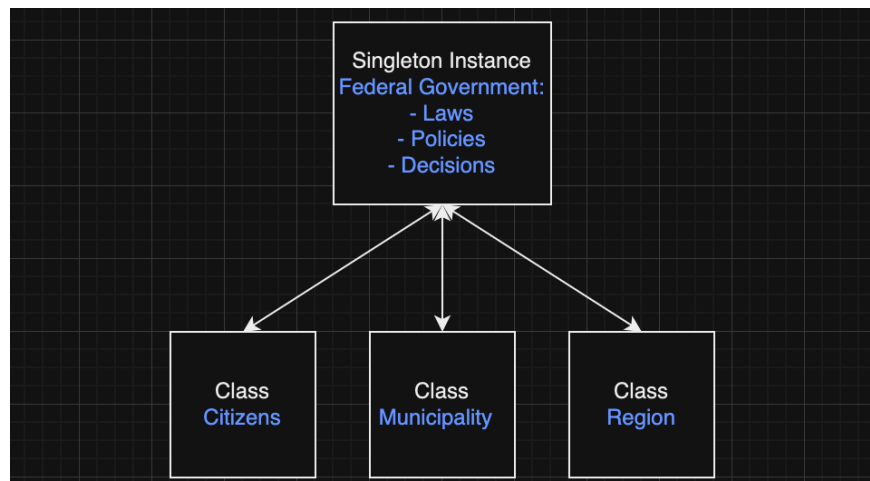 Singleton Instance
Federal Government:
- Laws
- Policies
- Decisions
Class
Citizens
Class
Municipality
Class
Region